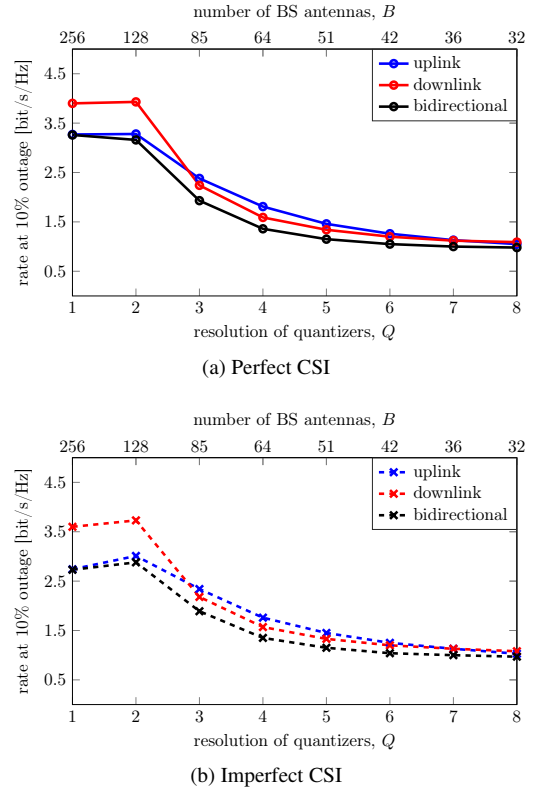 number of BS antennas, B
256 128 85 64 51 42 36 32
rate at 10% outage [bit/s/Hz]
4.5
3.5
2.5
1.5
0.5
uplink
downlink
bidirectional
1 2 3 4 5 6 7 8
resolution of quantizers, Q
(a) Perfect CSI
number of BS antennas, B
256 128 85 64 51 42 36 32
rate at 10% outage [bit/s/Hz]
4.5
3.5
2.5
1.5
0.5
uplink
downlink
bidirectional
1 2 3 4 5 6 7 8
resolution of quantizers, Q
(b) Imperfect CSI